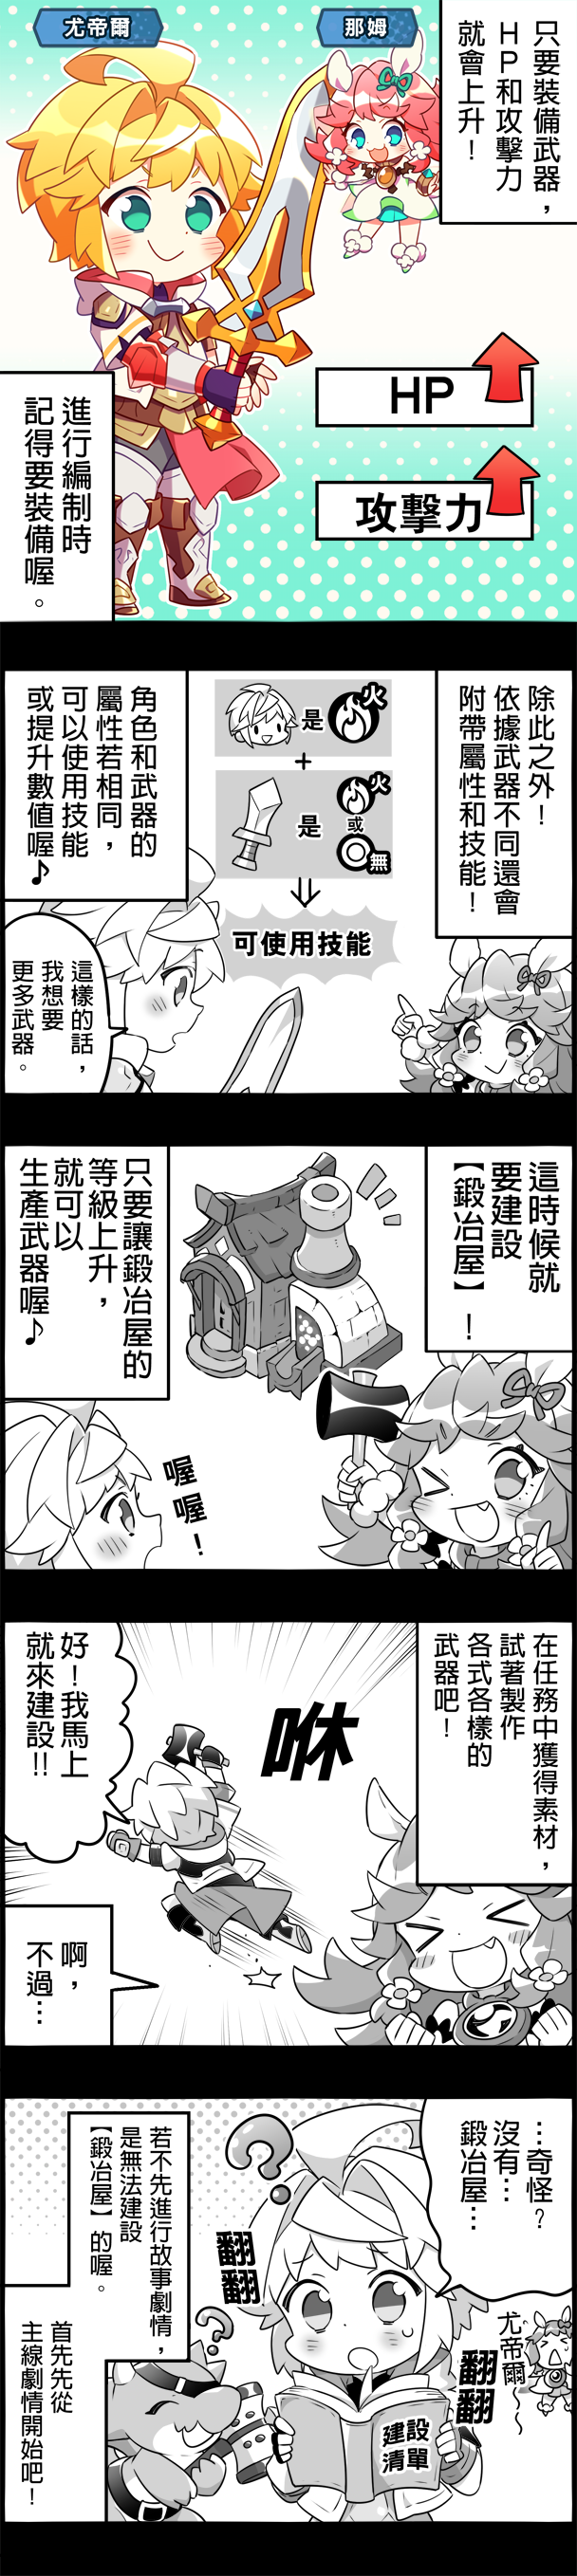 尤帝爾
那姆
只要裝備武器，
HP和攻擊力
就會上升！
HP
攻擊力
進行編制時
記得要裝備喔。
除此之外！
依據武器不同還會
附帶屬性和技能！
是
火
+
是
火
或
無
可使用技能
角色和武器的
屬性若相同，
可以使用技能
或提升數值喔♪
這樣的話，
我想要
更多武器。
這時候就
要建設
【鍛冶屋】！
只要讓鍛冶屋的
等級上升，
就可以
生產武器喔♪
喔
喔！
在任務中獲得素材，
試著製作
各式各樣的
武器吧！
咻
好！我馬上
就來建設!!
啊，
不過…
…奇怪？
沒有…
鍛冶屋…
尤帝爾～
翻翻
翻翻
建設
清單
若不先進行故事劇情，
是無法建設
【鍛冶屋】的喔。
首先先從
主線劇情開始吧！